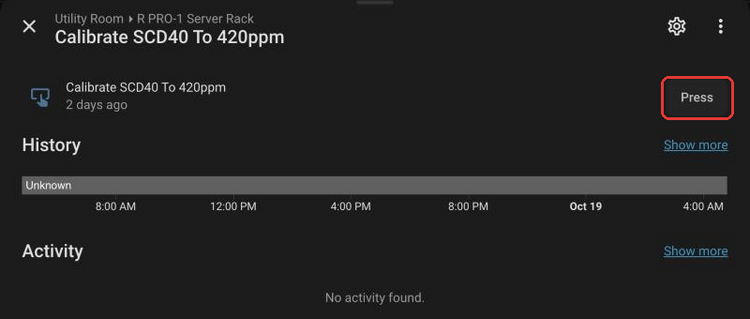 Utility Room ▸ R PRO-1 Server Rack
Calibrate SCD40 To 420ppm
Calibrate SCD40 To 420ppm
2 days ago
Press
History
Show more
Unknown
8:00 AM 12:00 PM 4:00 PM 8:00 PM Oct 19 4:00 AM
Activity
Show more
No activity found.